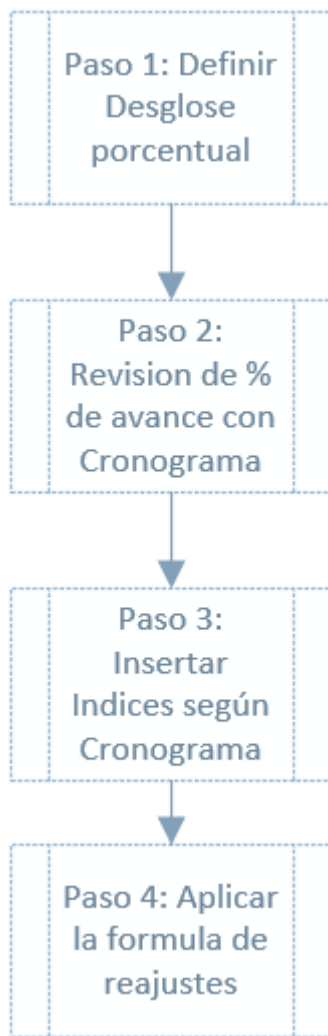 Paso 1: Definir
Desglose
porcentual
Paso 2:
Revision de %
de avance con
Cronograma
Paso 3:
Insertar
Indices según
Cronograma
Paso 4: Aplicar
la formula de
reajustes